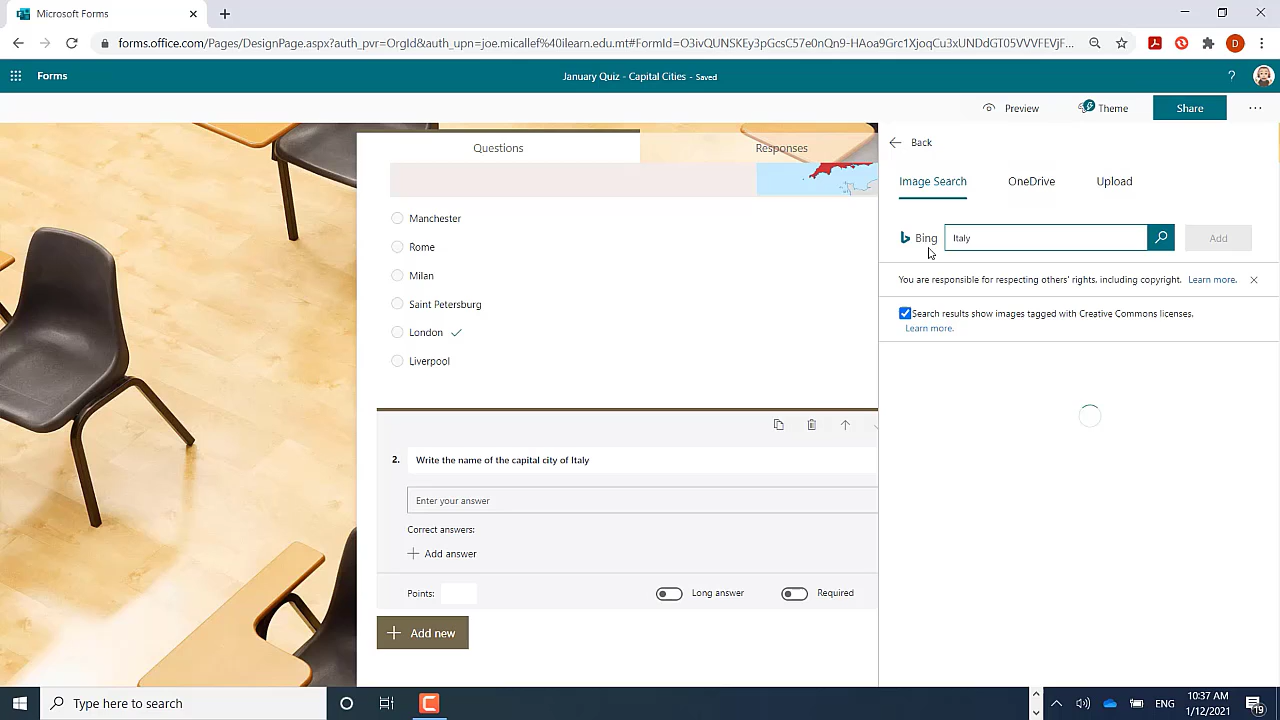 Microsoft Forms
forms.office.com/Pages/DesignPage.aspx?auth_pvr=OrgId&auth_upn=joe.micallef%40ilearn.edu.mt#FormId=O3ivQUNSKEy3pGcsC57e0nQn9-HAoa9Grc1XjoqCu3xUNDdGT05VVVFEVjF...
D
Forms
January Quiz - Capital Cities - Saved
?
Preview
Theme
Share
Questions
Responses
Back
Image Search
OneDrive
Upload
Bing
Italy
Add
You are responsible for respecting others' rights, including copyright. Learn more.
Search results show images tagged with Creative Commons licenses.
Learn more.
Manchester
Rome
Milan
Saint Petersburg
London
Liverpool
2. Write the name of the capital city of Italy
Enter your answer
Correct answers:
Add answer
Points:
Long answer
Required
Add new
Type here to search
ENG
10:37 AM
1/12/2021
19